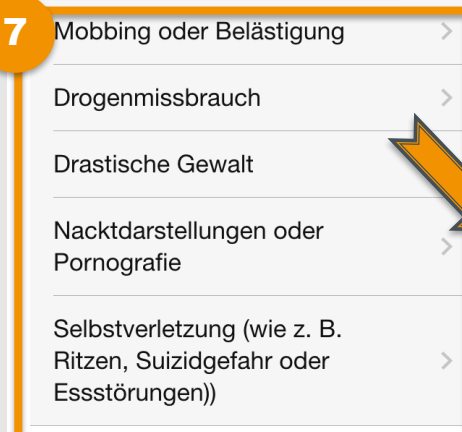 7
Mobbing oder Belästigung
Drogenmissbrauch
Drastische Gewalt
Nacktdarstellungen oder
Pornografie
Selbstverletzung (wie z. B.
Ritzen, Suizidgefahr oder
Essstörungen))